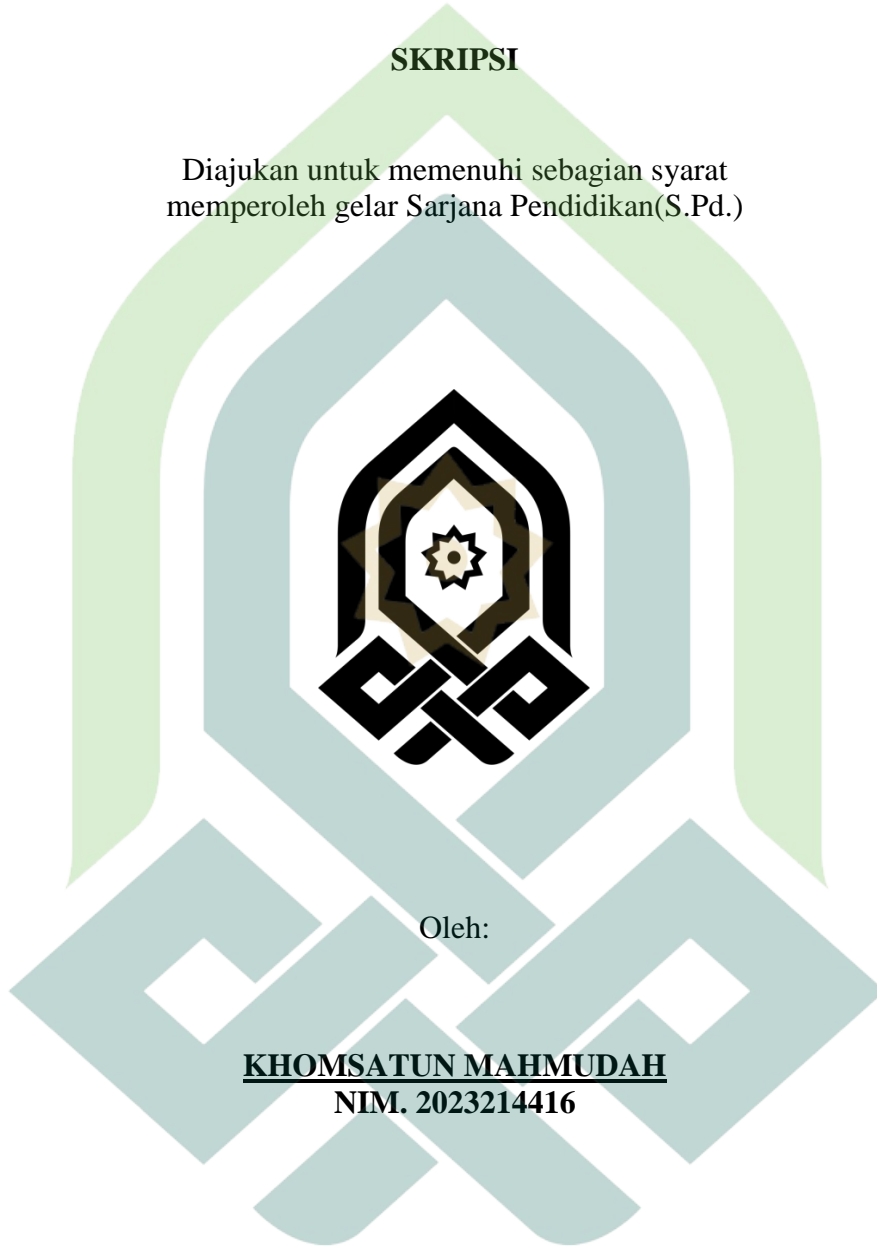 SKRIPSI
Diajukan untuk memenuhi sebagian syarat
memperoleh gelar Sarjana Pendidikan(S.Pd.)
Oleh:
KHOMSATUN MAHMUDAH
NIM. 2023214416